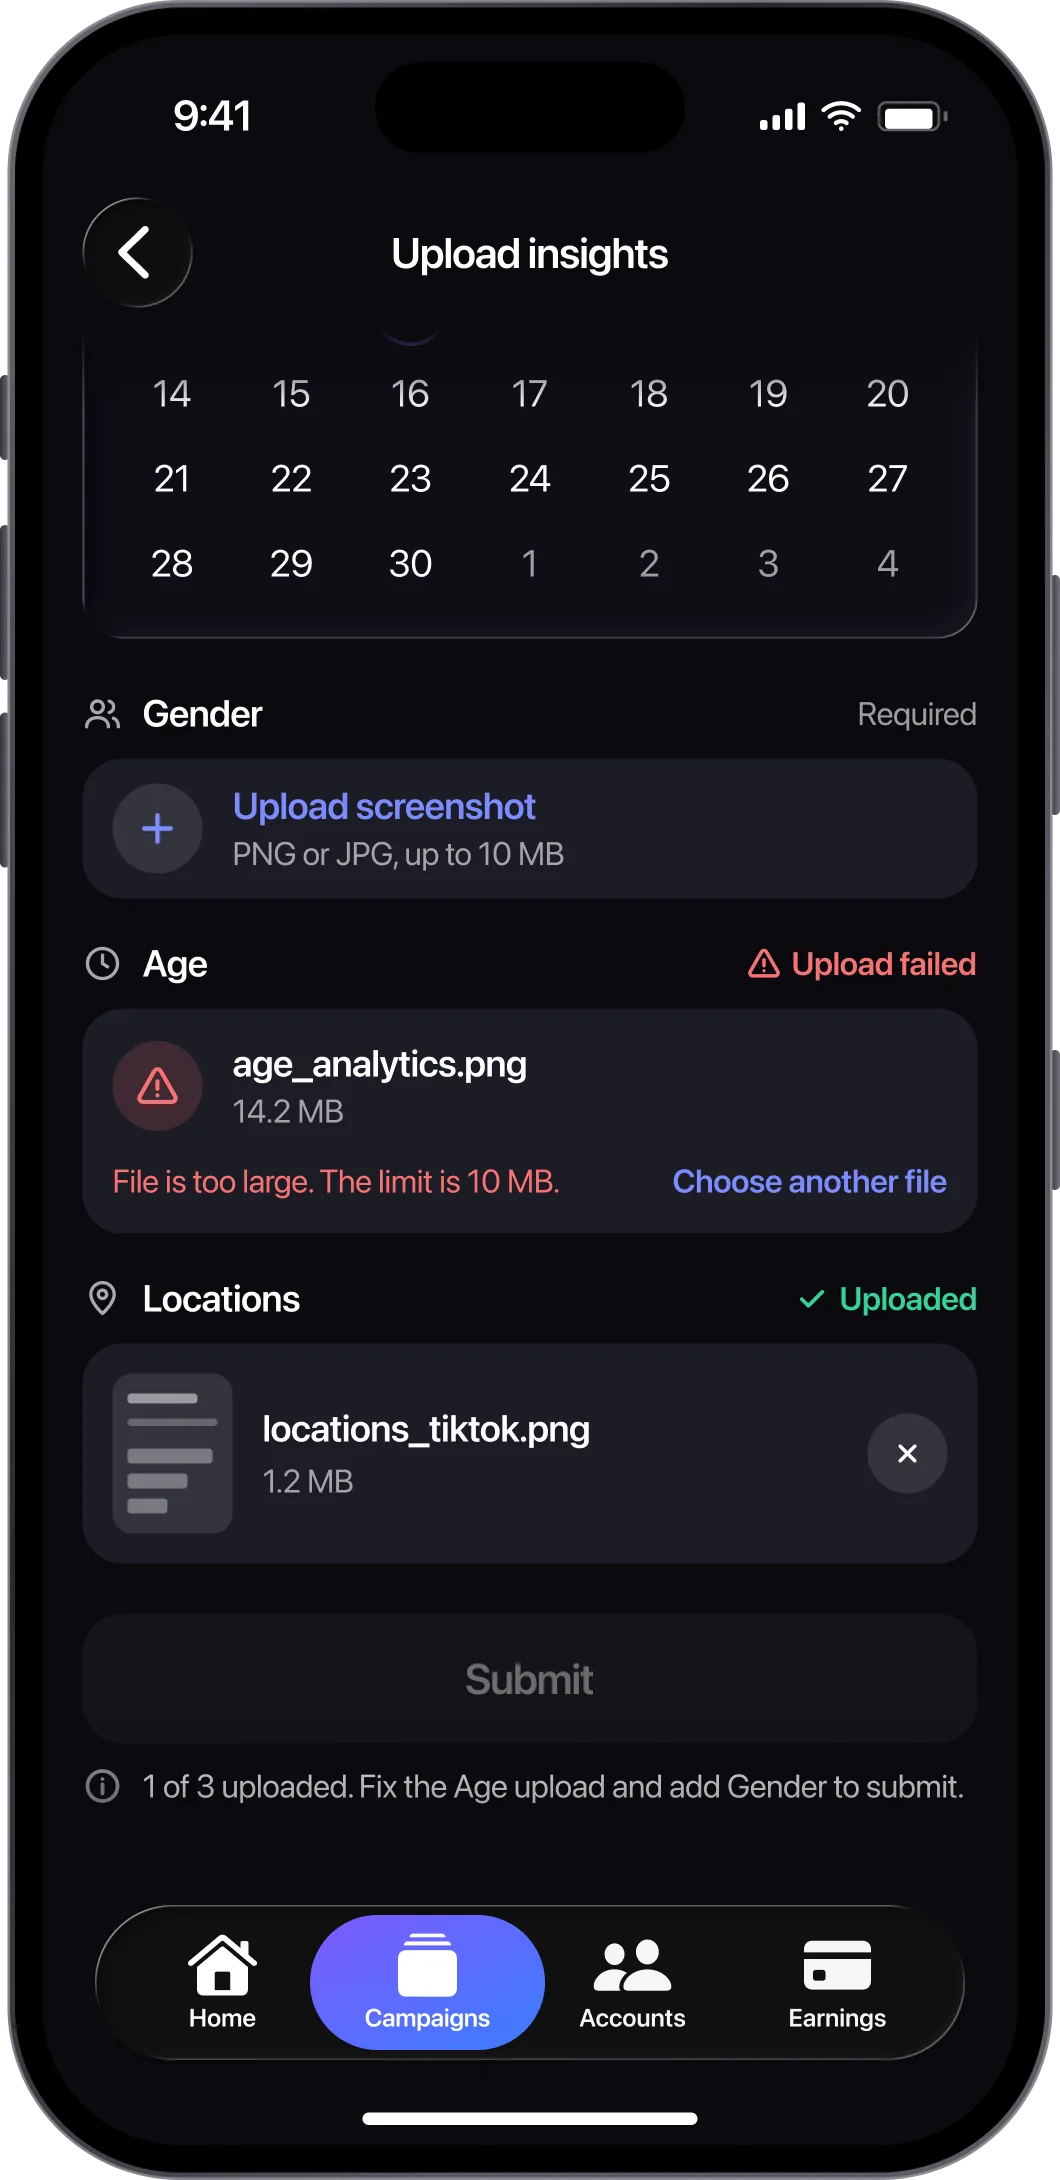 9:41
Upload insights
14 15 16 17 18 19 20
21 22 23 24 25 26 27
28 29 30 1 2 3 4
Gender Required
Upload screenshot
PNG or JPG, up to 10 MB
Age Upload failed
age_analytics.png
14.2 MB
File is too large. The limit is 10 MB. Choose another file
Locations Uploaded
locations_tiktok.png
1.2 MB
Submit
1 of 3 uploaded. Fix the Age upload and add Gender to submit.
Home Campaigns Accounts Earnings